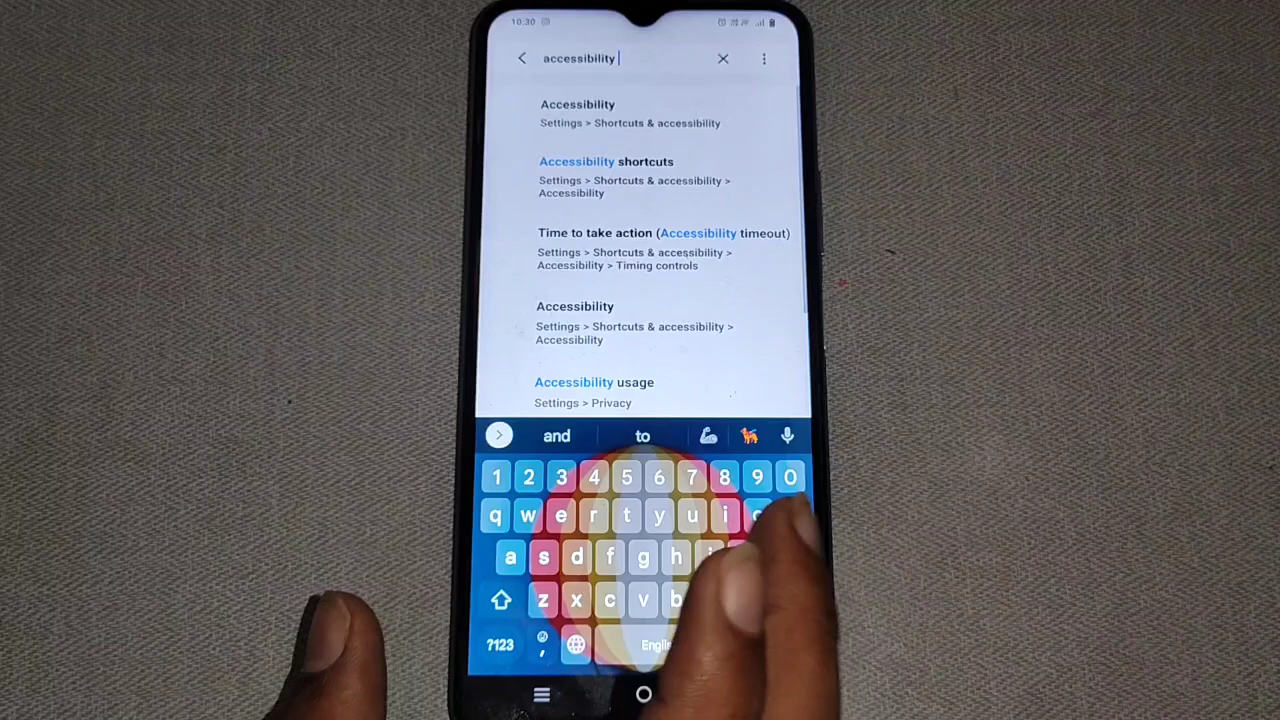 10:30
accessibility
Accessibility
Settings > Shortcuts & accessibility
Accessibility shortcuts
Settings > Shortcuts & accessibility >
Accessibility
Time to take action (Accessibility timeout)
Settings > Shortcuts & accessibility >
Accessibility > Timing controls
Accessibility
Settings > Shortcuts & accessibility >
Accessibility
Accessibility usage
Settings > Privacy
and to
1 2 3 4 5 6 7 8 9 0
q w e r t y u i
a s d f g h
z x c v b
?123 ,